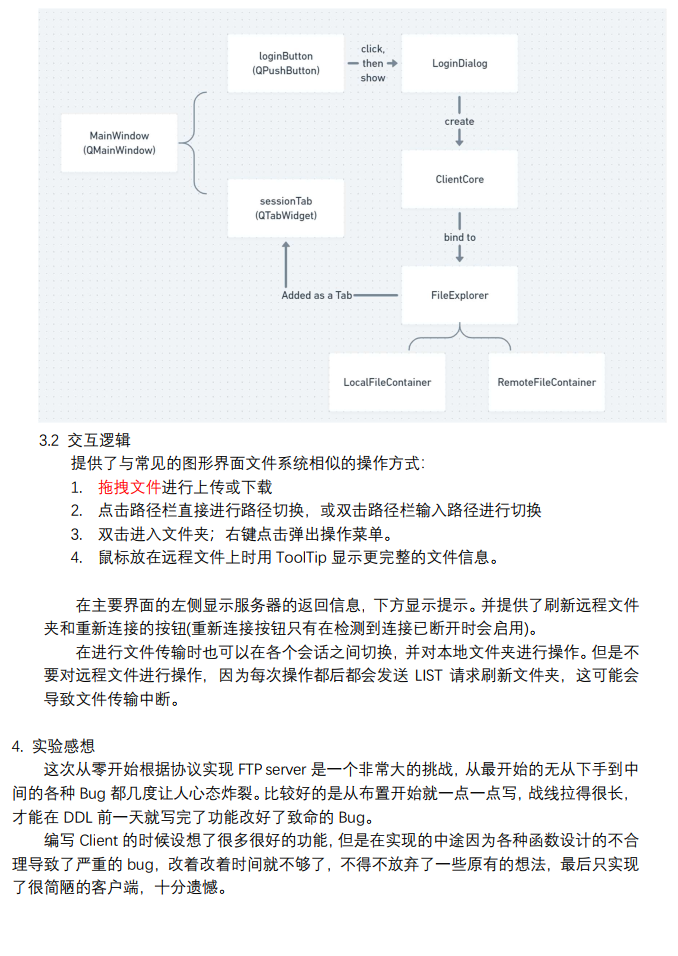 loginButton
(QPushButton)
click,
then
show
LoginDialog
MainWindow
(QMainWindow)
create
ClientCore
sessionTab
(QTabWidget)
bind to
Added as a Tab
FileExplorer
LocalFileContainer
RemoteFileContainer
3.2 交互逻辑
提供了与常见的图形界面文件系统相似的操作方式：
1. 拖拽文件进行上传或下载
2. 点击路径栏直接进行路径切换，或双击路径栏输入路径进行切换
3. 双击进入文件夹；右键点击弹出操作菜单。
4. 鼠标放在远程文件上时用 ToolTip 显示更完整的文件信息。
在主要界面的左侧显示服务器的返回信息，下方显示提示。并提供了刷新远程文件
夹和重新连接的按钮(重新连接按钮只有在检测到连接已断开时会启用)。
在进行文件传输时也可以在各个会话之间切换，并对本地文件夹进行操作。但是不
要对远程文件进行操作，因为每次操作都后都会发送 LIST 请求刷新文件夹，这可能会
导致文件传输中断。
4. 实验感想
这次从零开始根据协议实现 FTP server 是一个非常大的挑战，从最开始的无从下手到中
间的各种 Bug 都几度让人心态炸裂。比较好的是从布置开始就一点一点写，战线拉得很长，
才能在 DDL 前一天就写完了功能改好了致命的 Bug。
编写 Client 的时候设想了很多很好的功能，但是在实现的中途因为各种函数设计的不合
理导致了严重的 bug，改着改着时间就不够了，不得不放弃了一些原有的想法，最后只实现
了很简陋的客户端，十分遗憾。